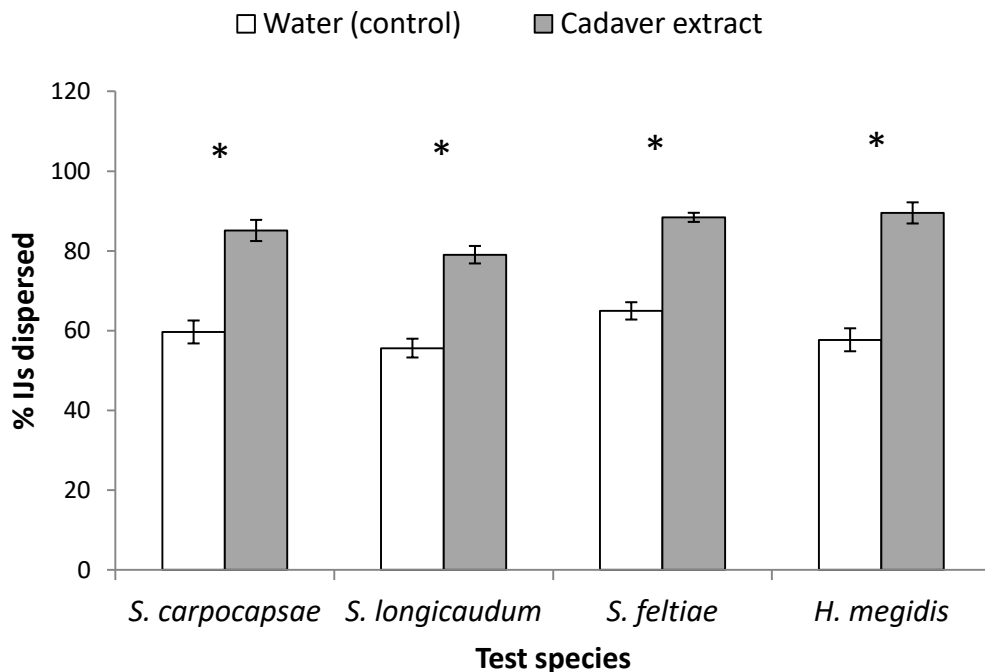 Water (control) Cadaver extract
% IJs dispersed
120
100
80
60
40
20
0
* * * *
S. carpocapsae S. longicaudum S. feltiae H. megidis
Test species